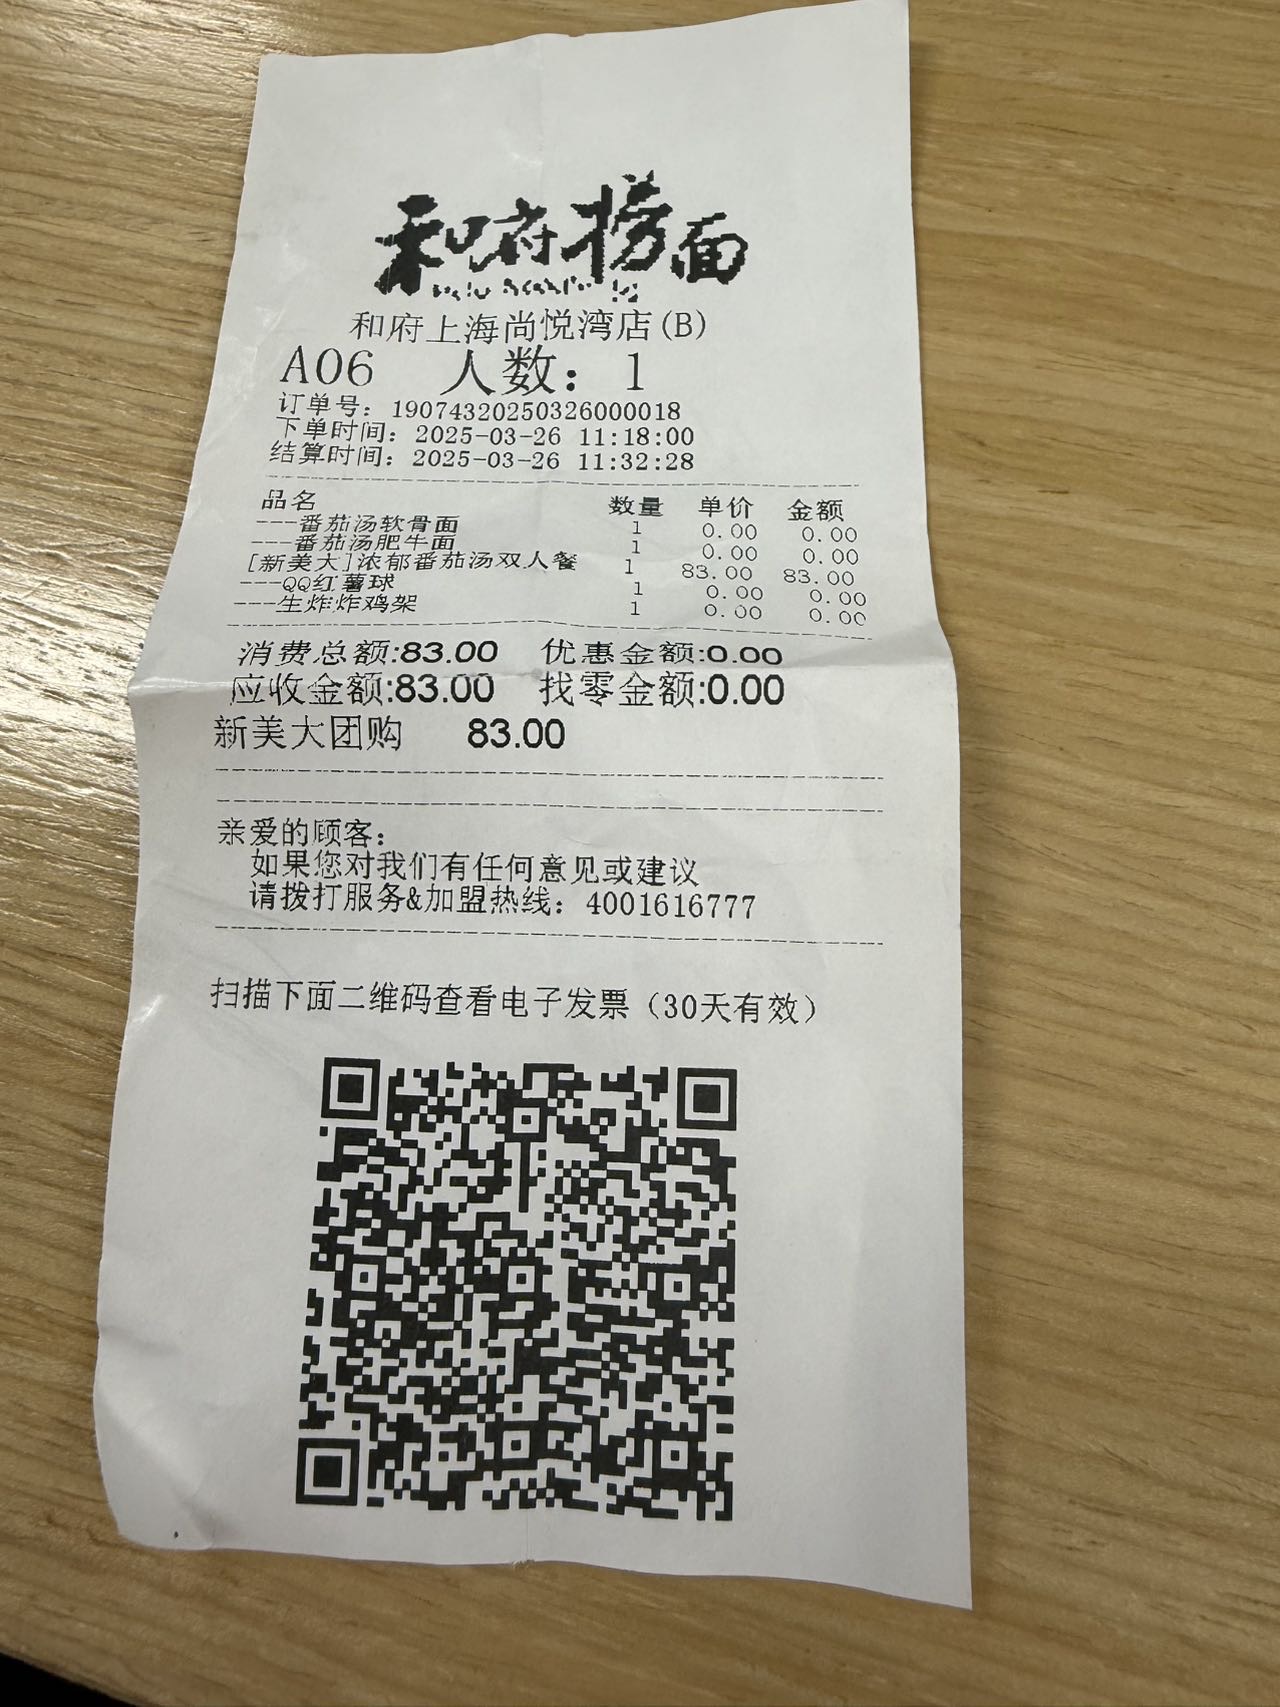 和府捞面
和府上海尚悦湾店(B)
A06 人数：1
订单号：19074320250326000018
下单时间：2025-03-26 11:18:00
结算时间：2025-03-26 11:32:28
品名 数量 单价 金额
---番茄汤软骨面 1 0.00 0.00
---番茄汤肥牛面 1 0.00 0.00
[新美大]浓郁番茄汤双人餐 1 83.00 83.00
---QQ红薯球 1 0.00 0.00
---生炸炸鸡架 1 0.00 0.00
消费总额:83.00 优惠金额:0.00
应收金额:83.00 找零金额:0.00
新美大团购 83.00
亲爱的顾客：
如果您对我们有任何意见或建议
请拨打服务&加盟热线：4001616777
扫描下面二维码查看电子发票（30天有效）